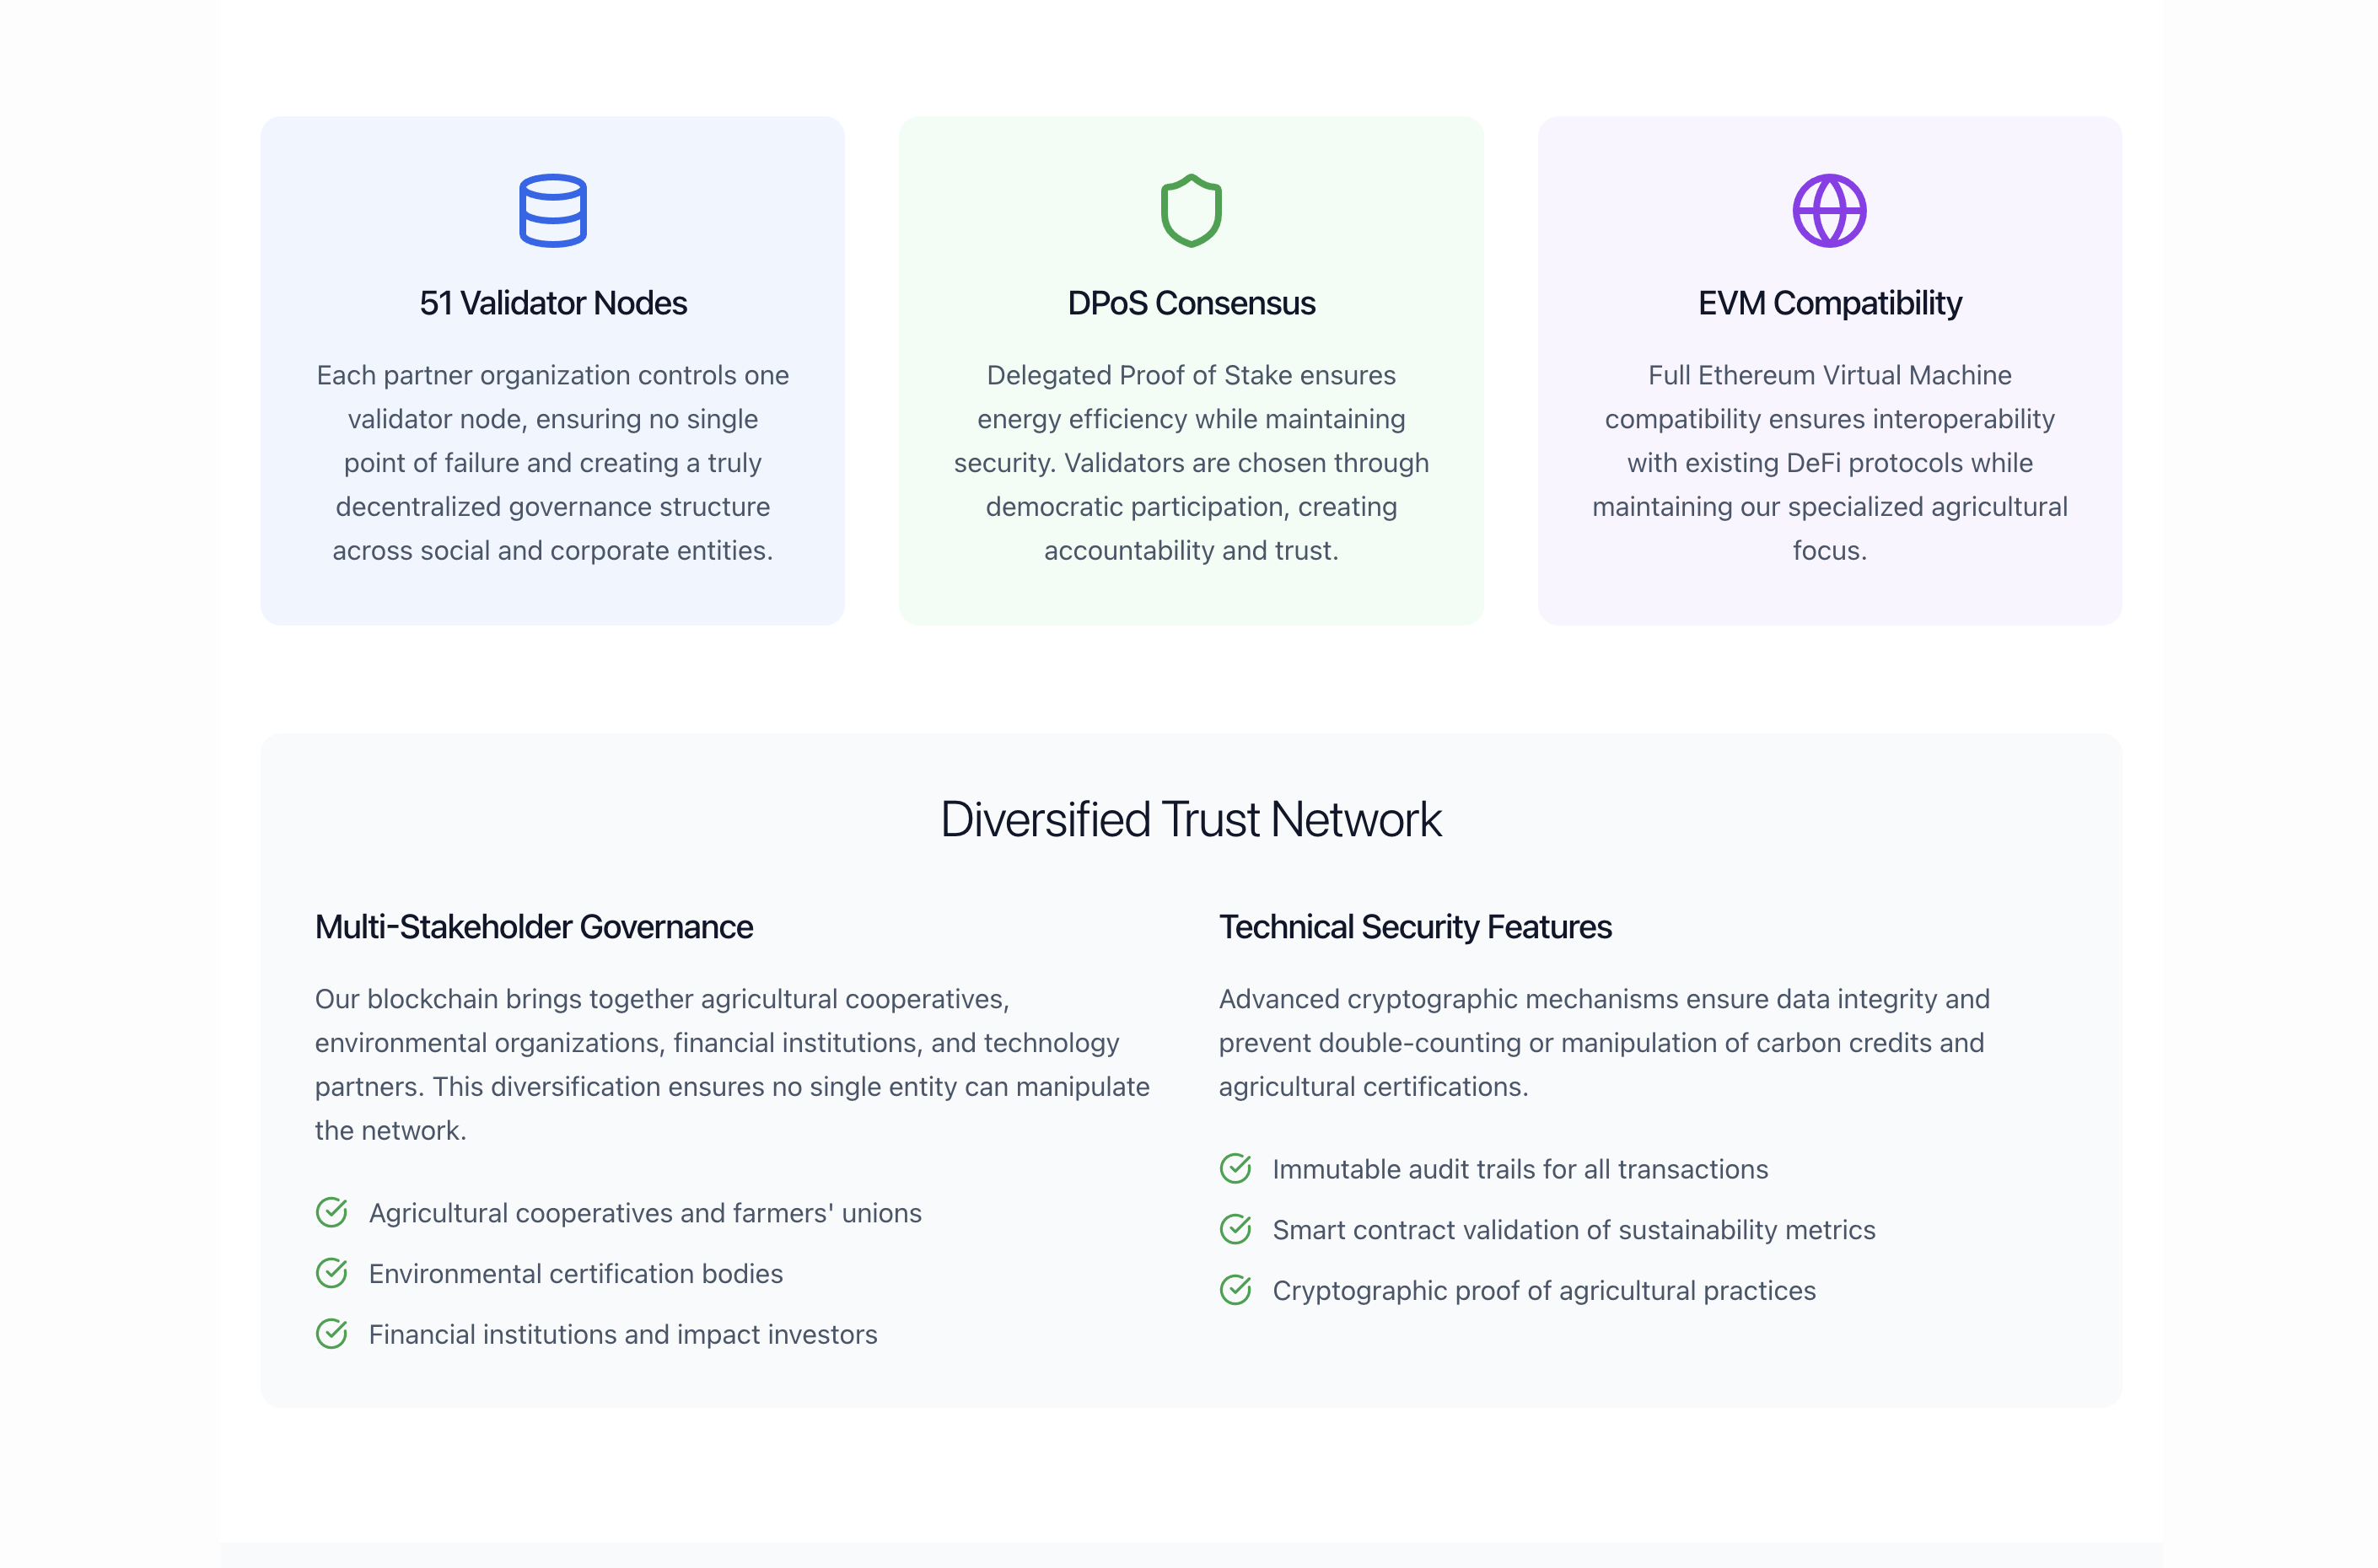 51 Validator Nodes
Each partner organization controls one
validator node, ensuring no single
point of failure and creating a truly
decentralized governance structure
across social and corporate entities.
DPoS Consensus
Delegated Proof of Stake ensures
energy efficiency while maintaining
security. Validators are chosen through
democratic participation, creating
accountability and trust.
EVM Compatibility
Full Ethereum Virtual Machine
compatibility ensures interoperability
with existing DeFi protocols while
maintaining our specialized agricultural
focus.
Diversified Trust Network
Multi-Stakeholder Governance
Our blockchain brings together agricultural cooperatives,
environmental organizations, financial institutions, and technology
partners. This diversification ensures no single entity can manipulate
the network.
Agricultural cooperatives and farmers' unions
Environmental certification bodies
Financial institutions and impact investors
Technical Security Features
Advanced cryptographic mechanisms ensure data integrity and
prevent double-counting or manipulation of carbon credits and
agricultural certifications.
Immutable audit trails for all transactions
Smart contract validation of sustainability metrics
Cryptographic proof of agricultural practices